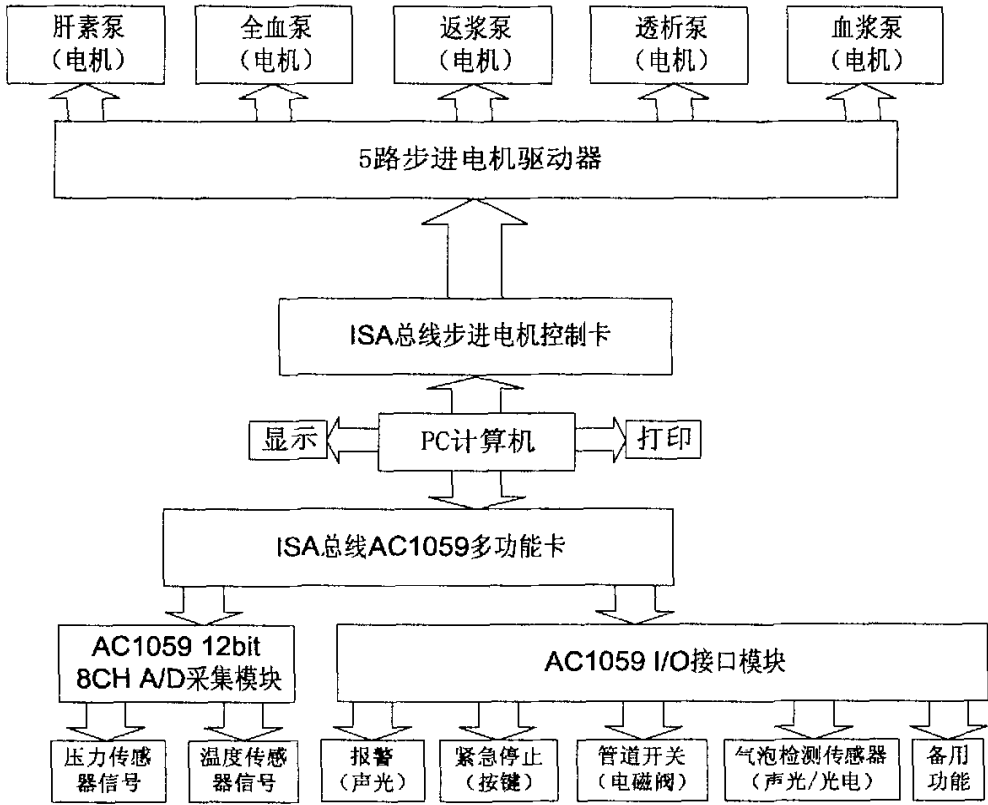 肝素泵
（电机）
全血泵
（电机）
返浆泵
（电机）
透析泵
（电机）
血浆泵
（电机）
5路步进电机驱动器
ISA总线步进电机控制卡
显示
PC计算机
打印
ISA总线AC1059多功能卡
AC1059 12bit
8CH A/D采集模块
AC1059 I/O接口模块
压力传感
器信号
温度传感
器信号
报警
（声光）
紧急停止
（按键）
管道开关
（电磁阀）
气泡检测传感器
（声光/光电）
备用
功能